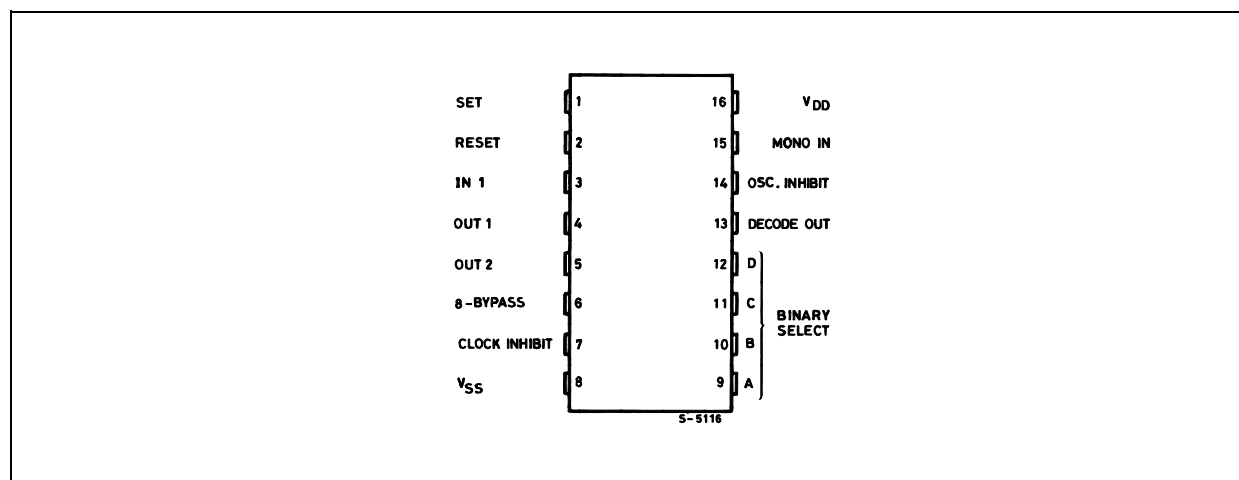 SET 1 16 VDD
RESET 2 15 MONO IN
IN 1 3 14 OSC. INHIBIT
OUT 1 4 13 DECODE OUT
OUT 2 5 12 D
8-BYPASS 6 11 C
BINARY
SELECT
CLOCK INHIBIT 7 10 B
VSS 8 9 A
S-5116